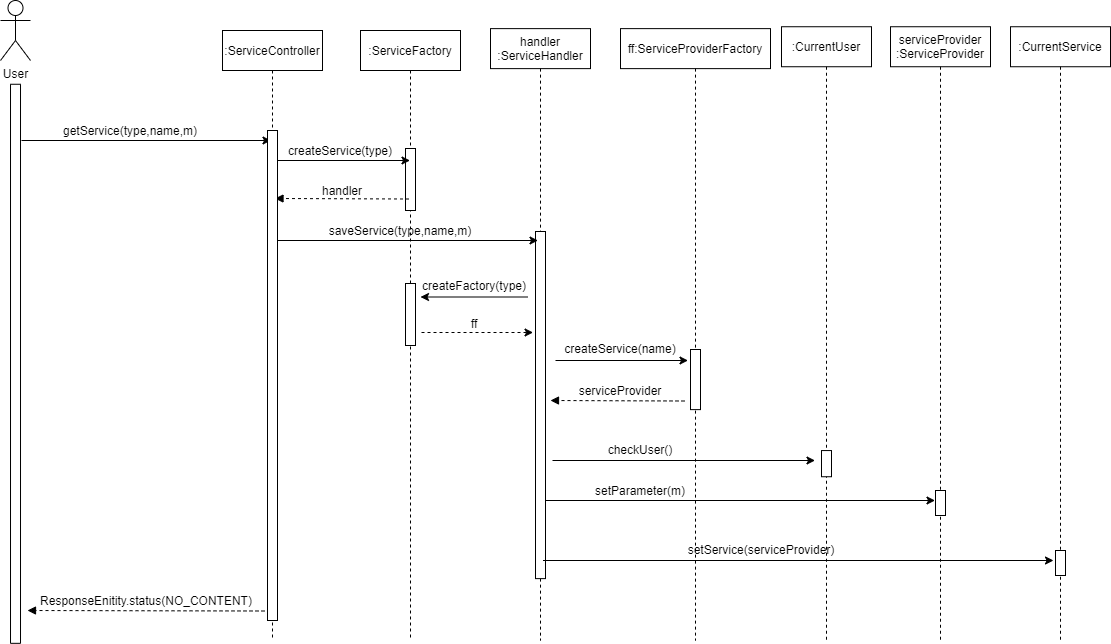 User
:ServiceController
:ServiceFactory
handler
:ServiceHandler
ff:ServiceProviderFactory
:CurrentUser
serviceProvider
:ServiceProvider
:CurrentService
getService(type,name,m)
createService(type)
handler
saveService(type,name,m)
createFactory(type)
ff
createService(name)
serviceProvider
checkUser()
setParameter(m)
setService(serviceProvider)
ResponseEnitity.status(NO_CONTENT)